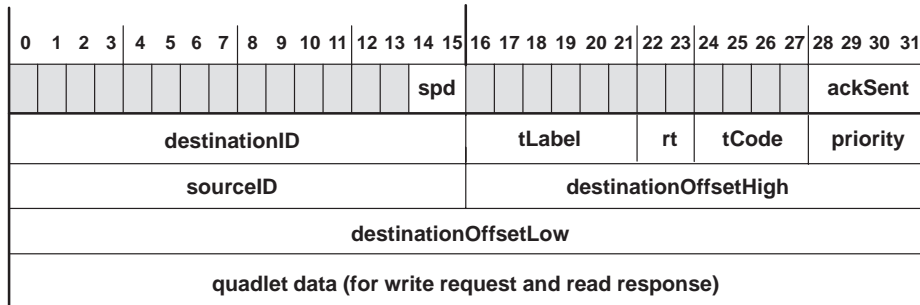 0 1 2 3 4 5 6 7 8 9 10 11 12 13 14 15 16 17 18 19 20 21 22 23 24 25 26 27 28 29 30 31
spd ackSent
destinationID tLabel rt tCode priority
sourceID destinationOffsetHigh
destinationOffsetLow
quadlet data (for write request and read response)